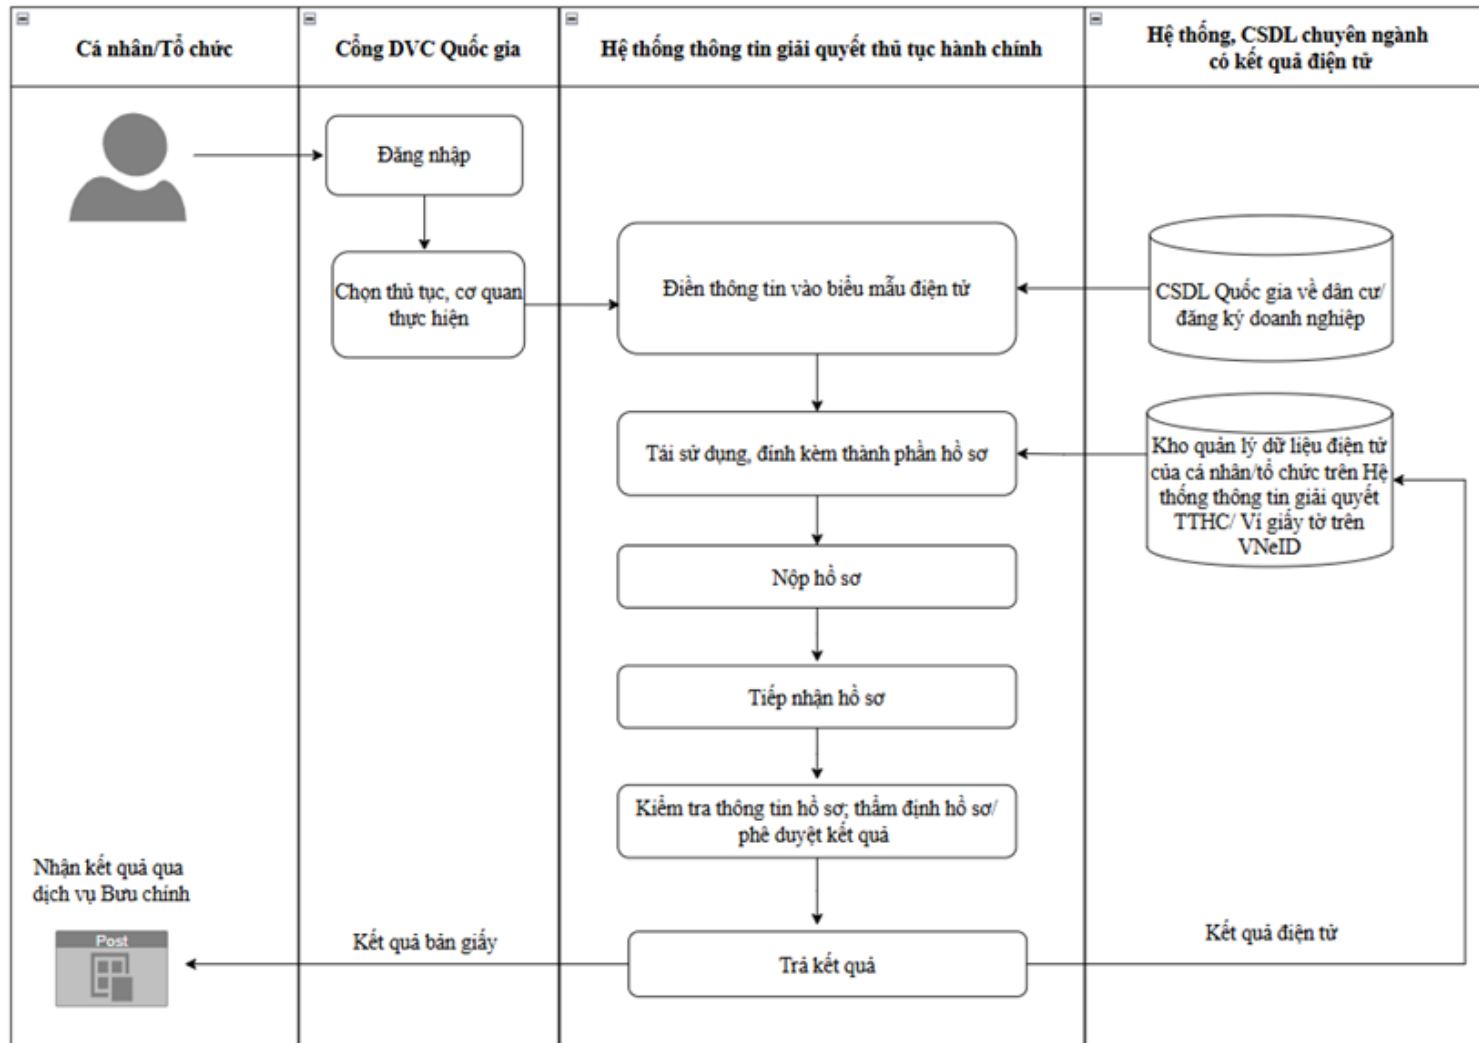 Cá nhân/Tổ chức
Cổng DVC Quốc gia
Hệ thống thông tin giải quyết thủ tục hành chính
Hệ thống, CSDL chuyên ngành
có kết quả điện tử
Đăng nhập
Chọn thủ tục, cơ quan
thực hiện
Điền thông tin vào biểu mẫu điện tử
CSDL Quốc gia về dân cư/
đăng ký doanh nghiệp
Tái sử dụng, đính kèm thành phần hồ sơ
Kho quản lý dữ liệu điện tử
của cá nhân/tổ chức trên Hệ
thống thông tin giải quyết
TTHC/ Ví giấy tờ trên
VNeID
Nộp hồ sơ
Tiếp nhận hồ sơ
Kiểm tra thông tin hồ sơ; thẩm định hồ sơ/
phê duyệt kết quả
Nhận kết quả qua
dịch vụ Bưu chính
Post
Kết quả bản giấy
Trả kết quả
Kết quả điện tử